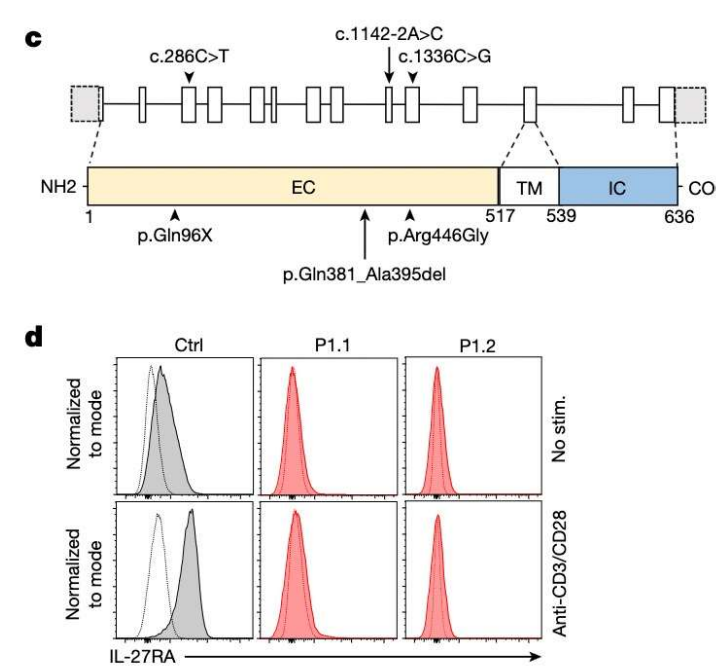 c
c.1142-2A>C
c.286C>T
c.1336C>G
NH2
EC
TM
IC
CO
1
517
539
636
p.Gln96X
p.Arg446Gly
p.Gln381_Ala395del
d
Ctrl
P1.1
P1.2
Normalized
to mode
No stim.
Normalized
to mode
Anti-CD3/CD28
IL-27RA